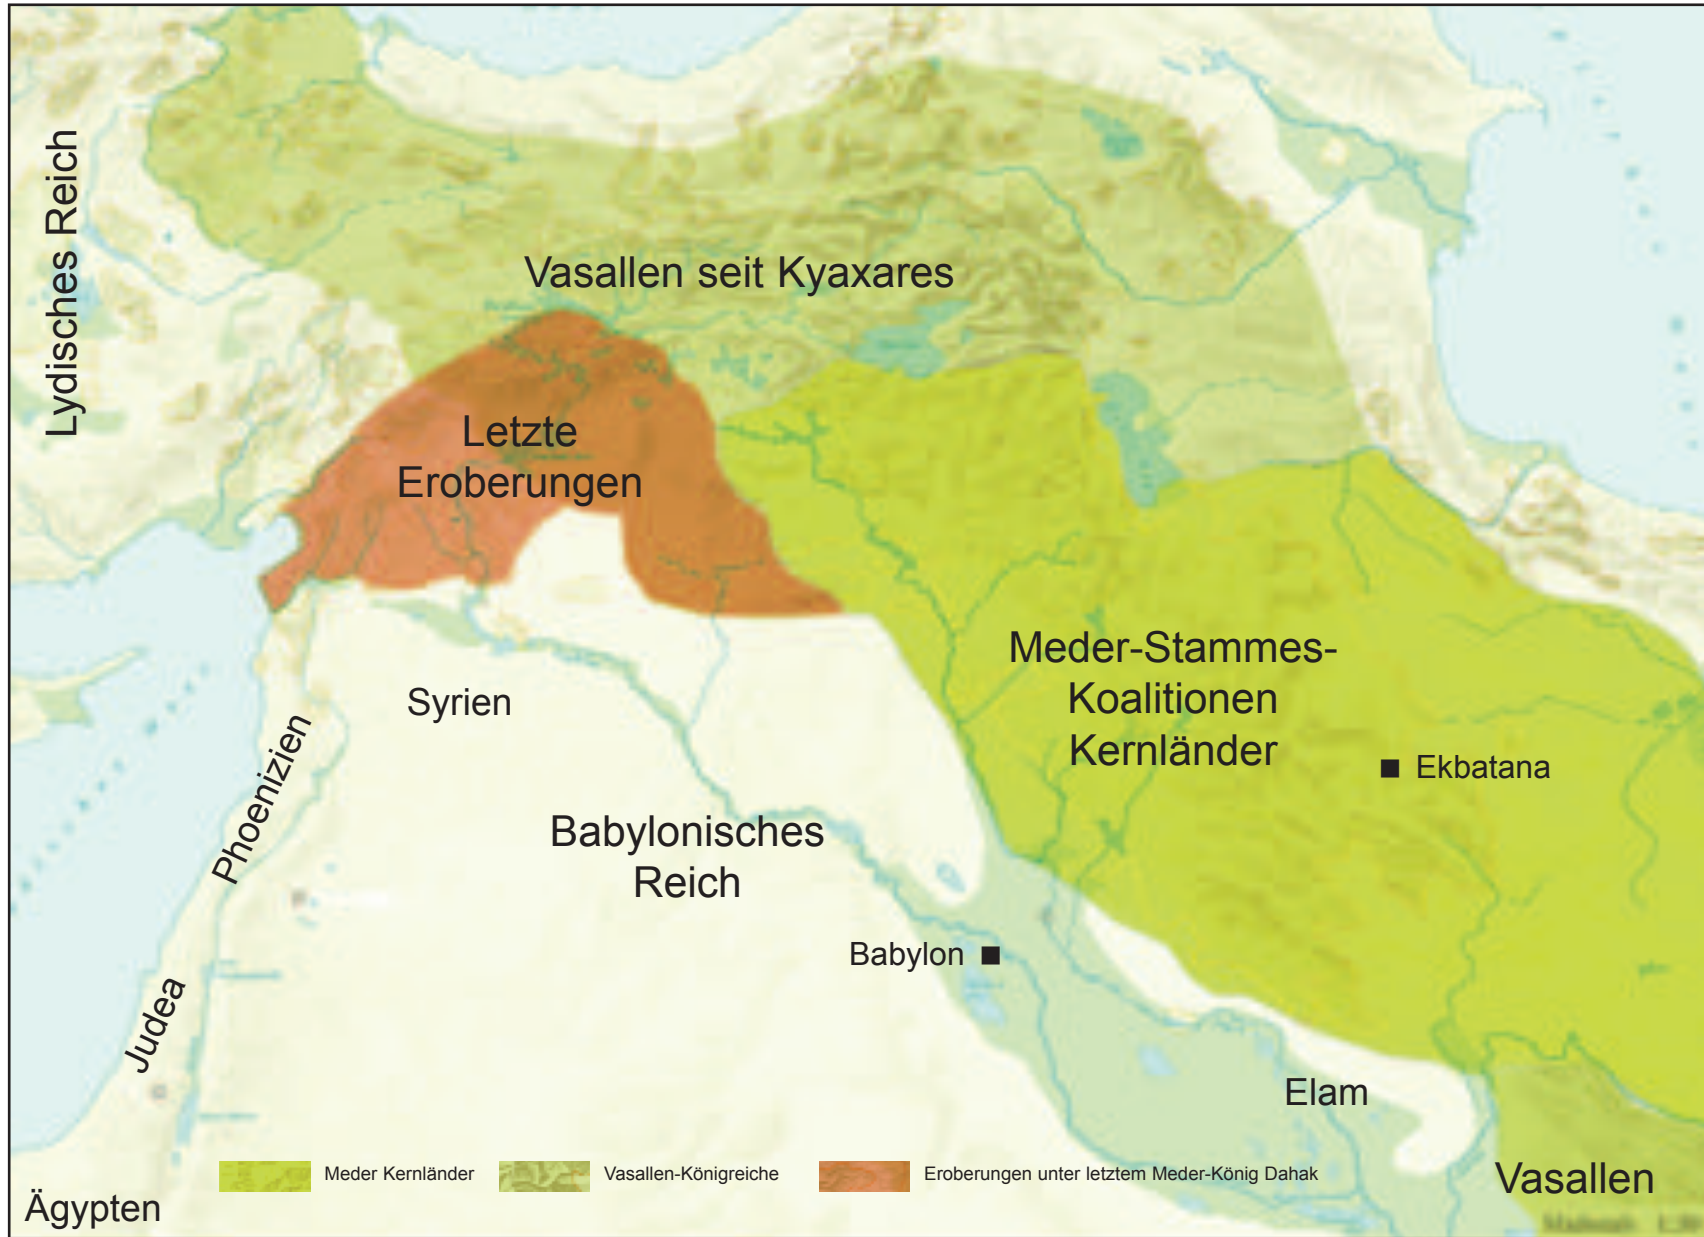 Lydisches Reich
Vasallen seit Kyaxares
Letzte
Eroberungen
Meder-Stammes-
Koalitionen
Kernländer
Ekbatana
Syrien
Phoenizien
Babylonisches
Reich
Babylon
Judea
Elam
Vasallen
Ägypten
Meder Kernländer
Vasallen-Königreiche
Eroberungen unter letztem Meder-König Dahak